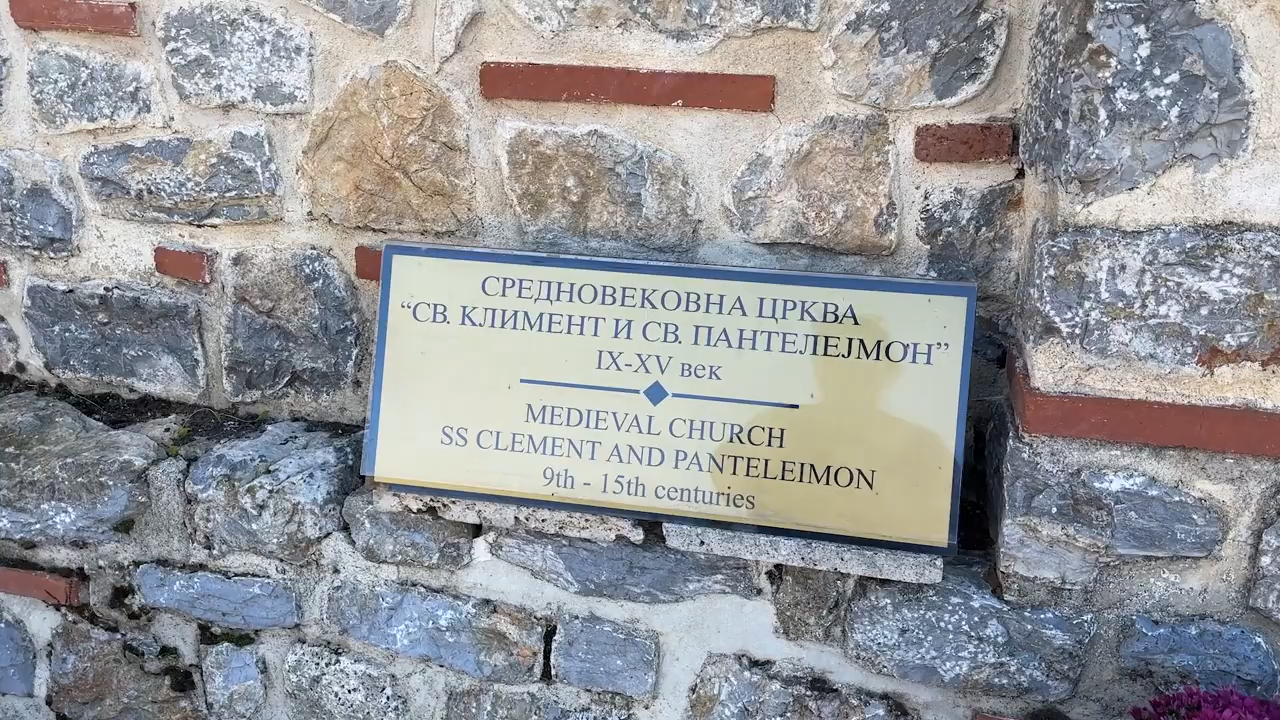 СРЕДНОВЕКОВНА ЦРКВА
“СВ. КЛИМЕНТ И СВ. ПАНТЕЛЕЈМОН”
IX-XV век
MEDIEVAL CHURCH
SS CLEMENT AND PANTELEIMON
9th - 15th centuries